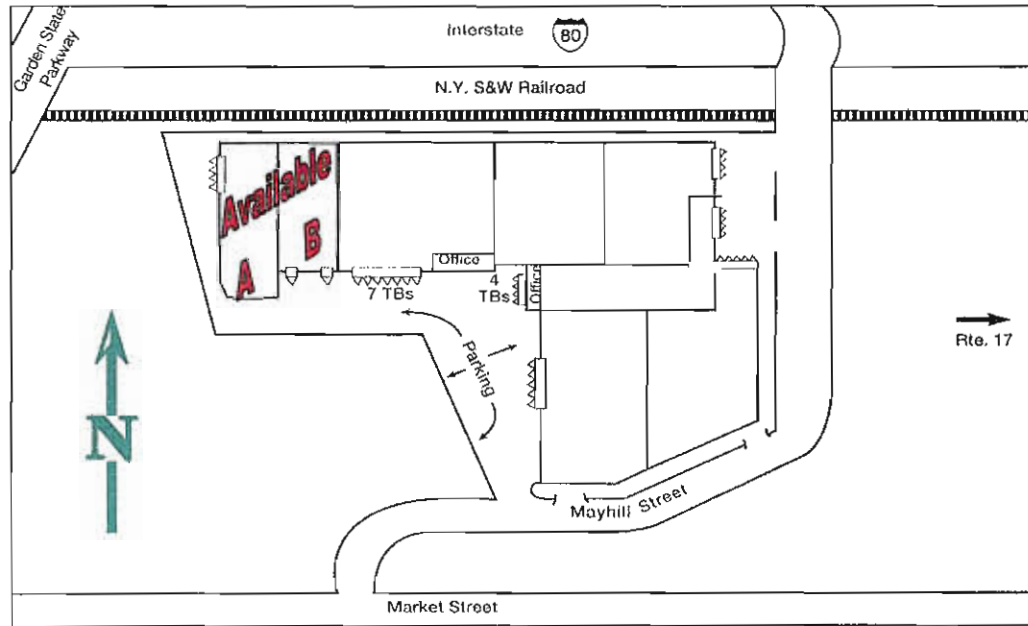 Garden State
Parkway
Interstate
80
N.Y. S&W Railroad
Available
A
B
Office
7 TBs
4
TBs
Office
Parking
Rte. 17
N
Mayhill Street
Market Street